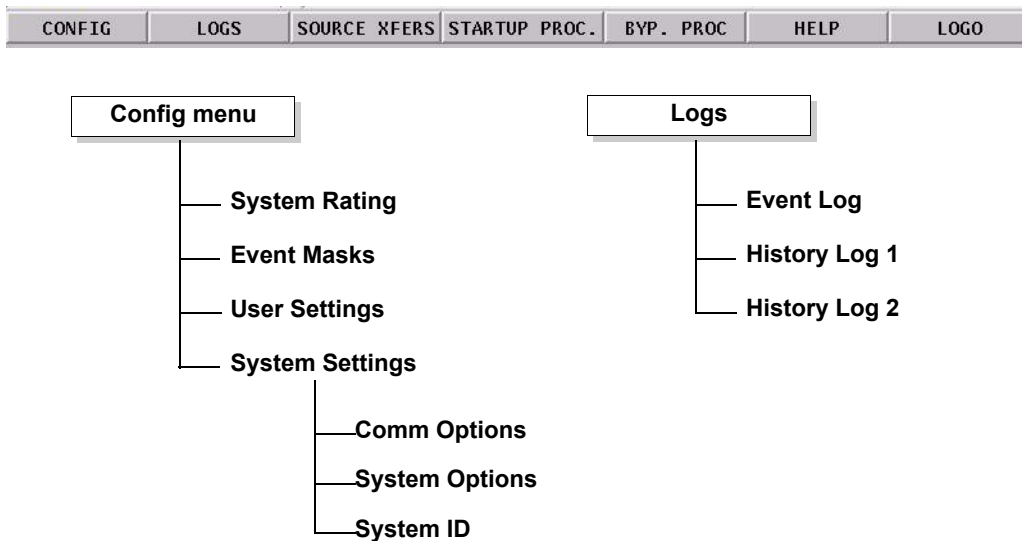 CONFIG LOGS SOURCE XFERS STARTUP PROC. BYP. PROC HELP LOGO
Config menu
System Rating
Event Masks
User Settings
System Settings
Comm Options
System Options
System ID
Logs
Event Log
History Log 1
History Log 2